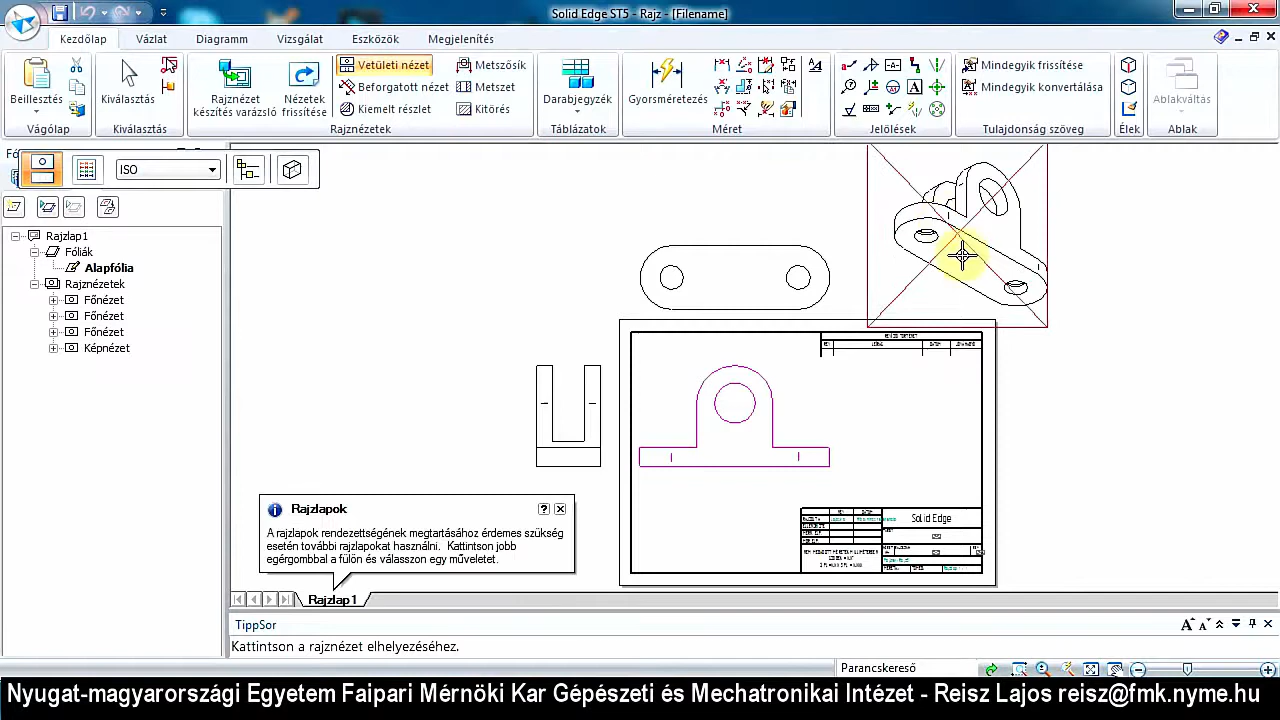 Solid Edge ST5 - Rajz - [Filename]
Kezdőlap Vázlat Diagramm Vizsgálat Eszközök Megjelenítés
Beillesztés
Vágólap
Kiválasztás
Kiválasztás
Rajznézet
készítés varázsló
Nézetek
frissítése
Vetületi nézet
Beforgatott nézet
Kiemelt részlet
Metszősík
Metszet
Kitörés
Rajznézetek
Darabjegyzék
Táblázatok
Gyorsméretezés
Méret
Jelölések
Mindegyik frissítése
Mindegyik konvertálása
Tulajdonság szöveg
Élek
Ablakváltás
Ablak
ISO
Rajzlap1
Fóliák
Alapfólia
Rajznézetek
Főnézet
Főnézet
Főnézet
Képnézet
Solid Edge
Rajzlapok
A rajzlapok rendezettségének megtartásához érdemes szükség
esetén további rajzlapokat használni. Kattintson jobb
egérgombbal a fülön és válasszon egy műveletet.
Rajzlap1
TippSor
Kattintson a rajznézet elhelyezéséhez.
Parancskereső
Nyugat-magyarországi Egyetem Faipari Mérnöki Kar Gépészeti és Mechatronikai Intézet - Reisz Lajos reisz@fmk.nyme.hu